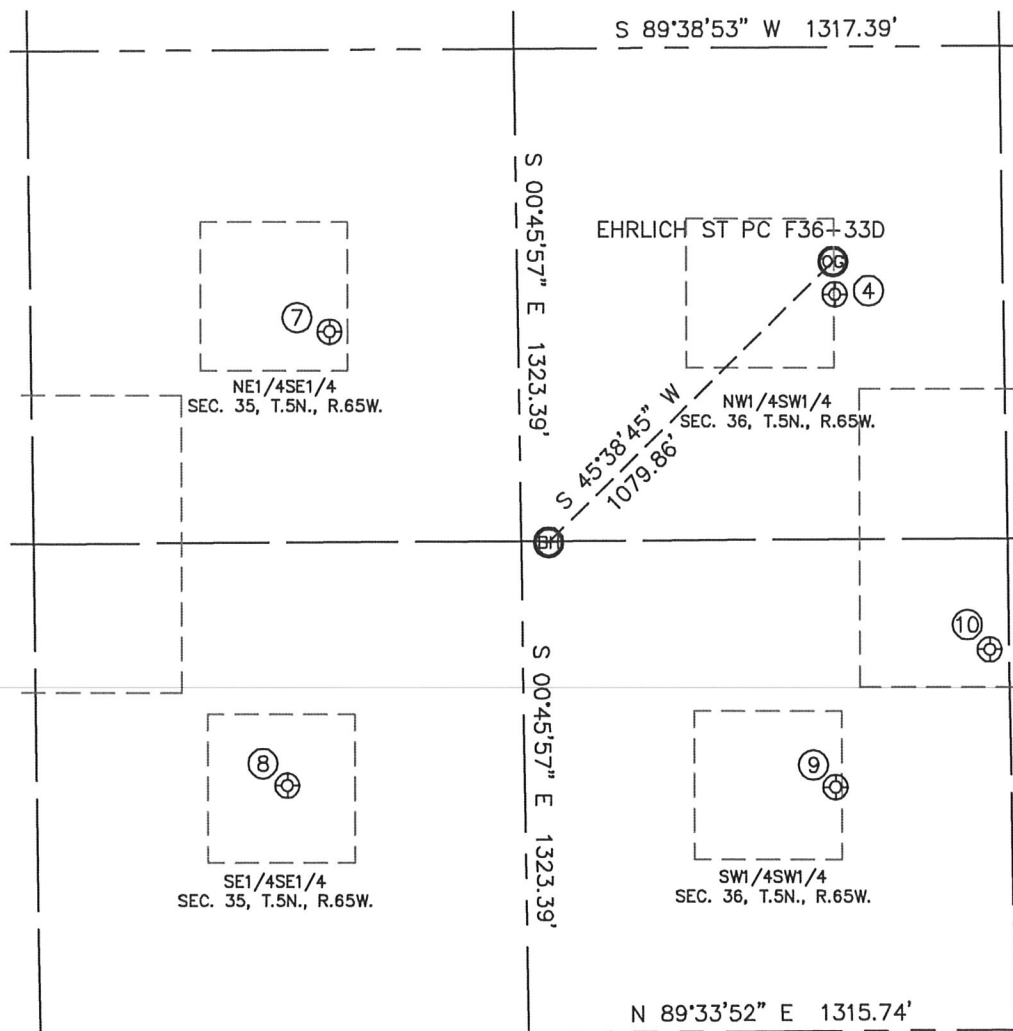 S 89°38'53" W 1317.39'
S 00°45'57" E 1323.39'
EHRLICH ST PC F36-33D
OG
4
7
NE1/4SE1/4
SEC. 35, T.5N., R.65W.
NW1/4SW1/4
SEC. 36, T.5N., R.65W.
S 45°38'45" W
1079.86'
BH
10
S 00°45'57" E 1323.39'
8
9
SE1/4SE1/4
SEC. 35, T.5N., R.65W.
SW1/4SW1/4
SEC. 36, T.5N., R.65W.
N 89°33'52" E 1315.74'